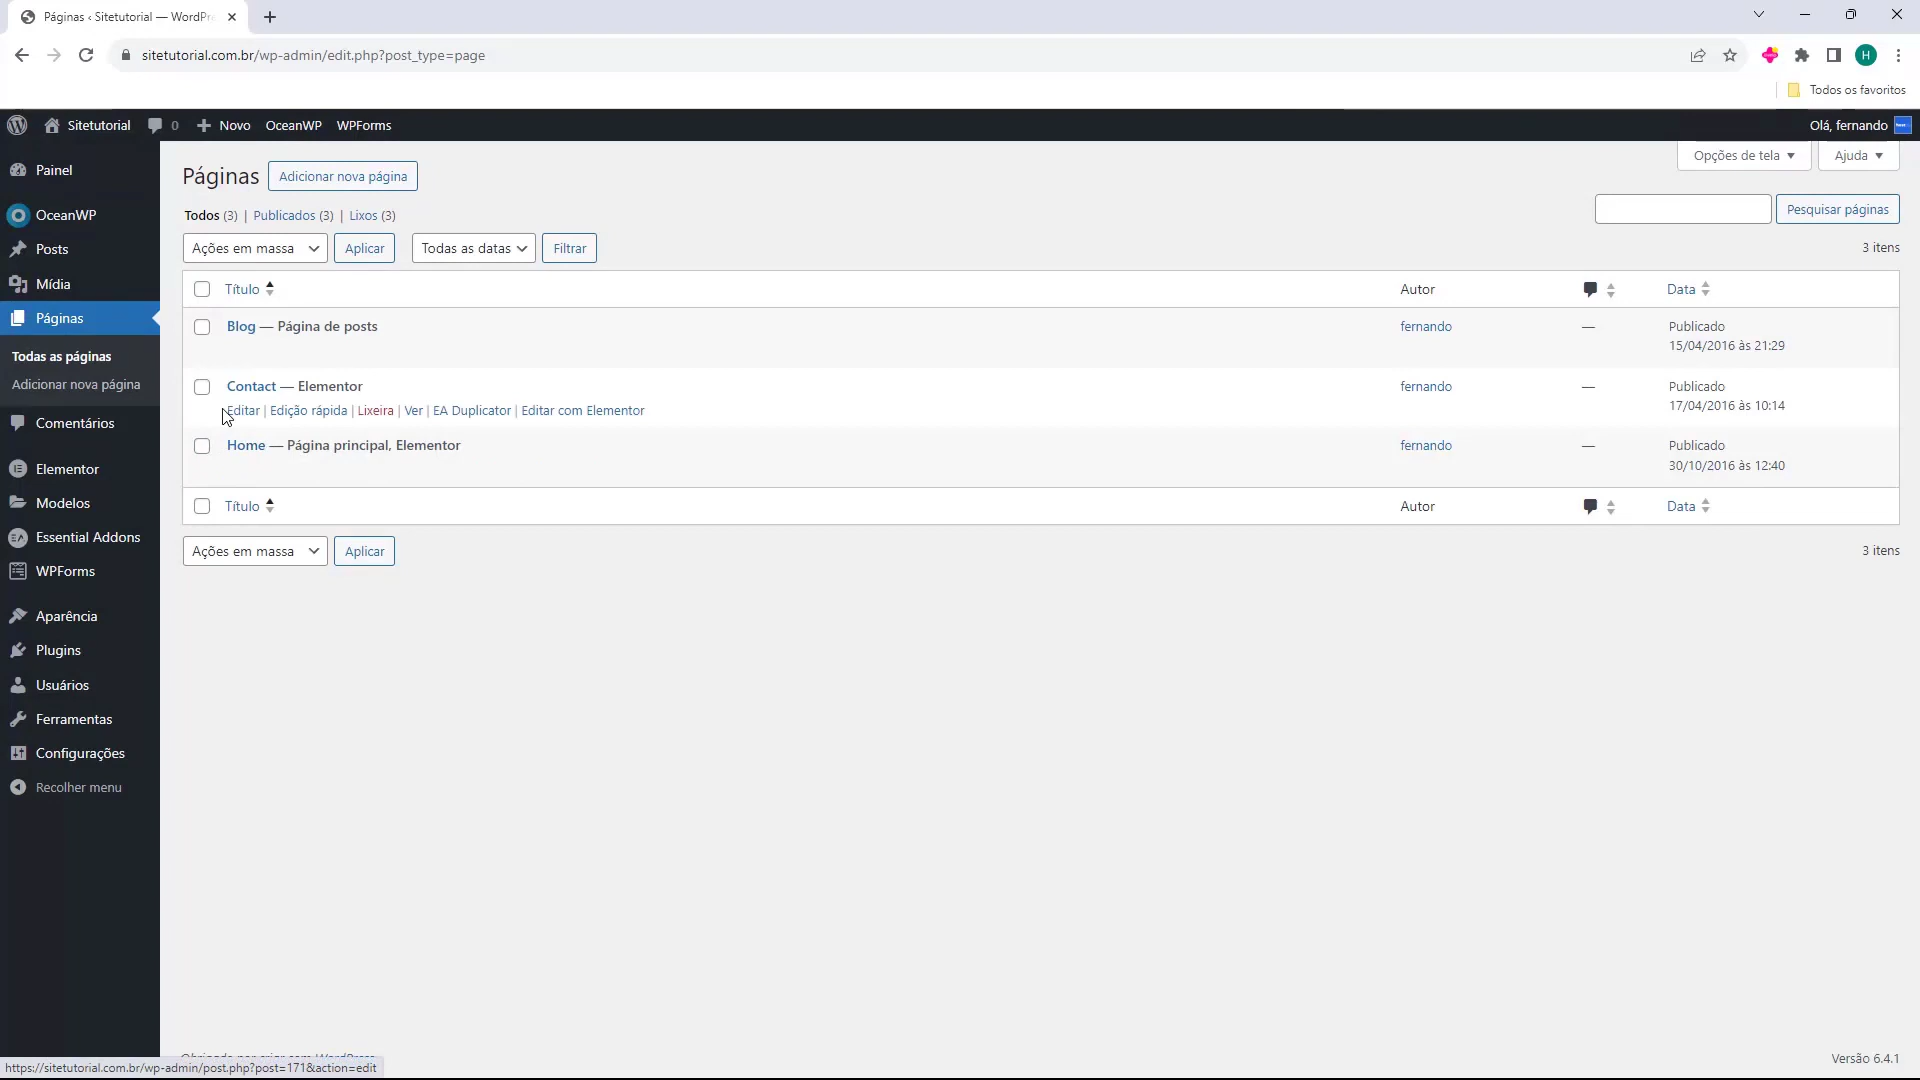 Páginas ‹ Sitetutorial — WordPr
sitetutorial.com.br/wp-admin/edit.php?post_type=page
H
Todos os favoritos
Sitetutorial 0 Novo OceanWP WPForms
Olá, fernando
Painel
OceanWP
Posts
Mídia
Páginas
Todas as páginas
Adicionar nova página
Comentários
Elementor
Modelos
Essential Addons
WPForms
Aparência
Plugins
Usuários
Ferramentas
Configurações
Recolher menu
Opções de tela
Ajuda
Páginas
Adicionar nova página
Todos (3) | Publicados (3) | Lixos (3)
Pesquisar páginas
Ações em massa
Aplicar
Todas as datas
Filtrar
3 itens
Título
Autor
Data
Blog — Página de posts
fernando
—
Publicado
15/04/2016 às 21:29
Contact — Elementor
Editar | Edição rápida | Lixeira | Ver | EA Duplicator | Editar com Elementor
fernando
—
Publicado
17/04/2016 às 10:14
Home — Página principal, Elementor
fernando
—
Publicado
30/10/2016 às 12:40
Título
Autor
Data
Ações em massa
Aplicar
3 itens
Obrigado por criar com WordPress.
Versão 6.4.1
https://sitetutorial.com.br/wp-admin/post.php?post=171&action=edit